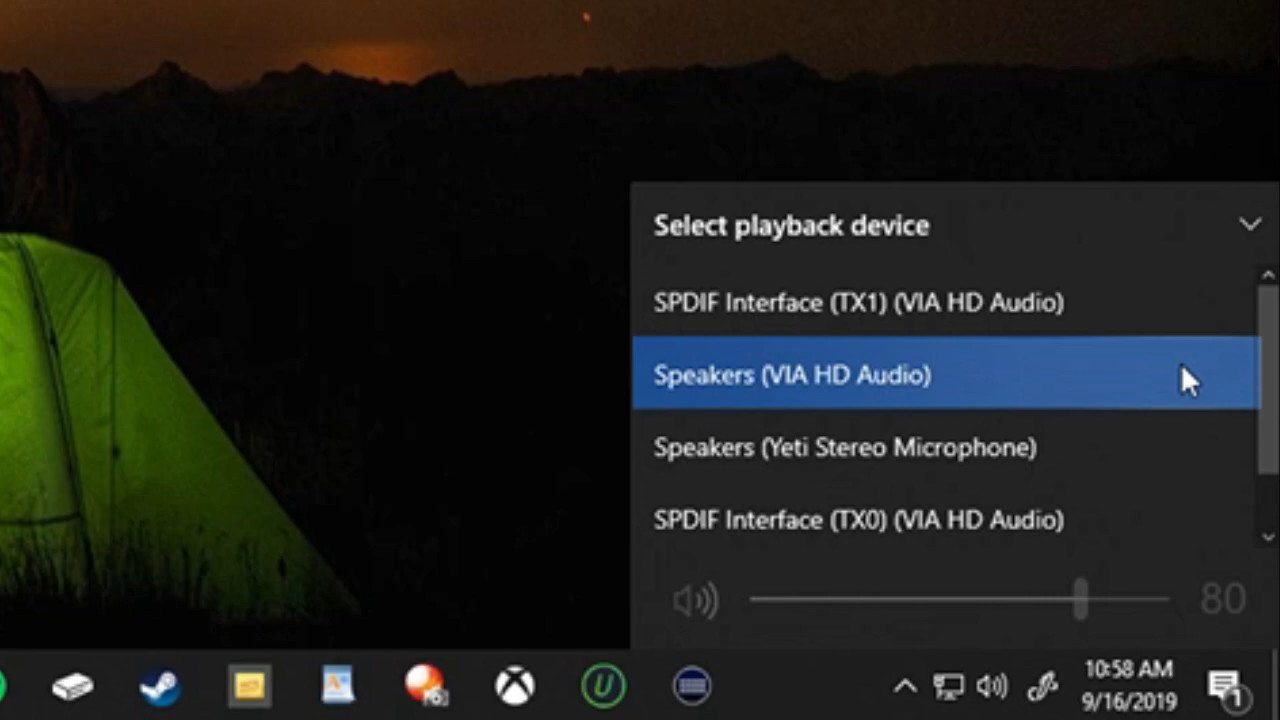 Select playback device
SPDIF Interface (TX1) (VIA HD Audio)
Speakers (VIA HD Audio)
Speakers (Yeti Stereo Microphone)
SPDIF Interface (TX0) (VIA HD Audio)
80
10:58 AM
9/16/2019
1